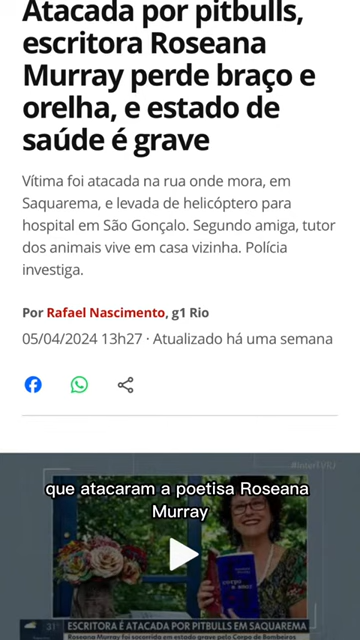 Atacada por pitbulls,
escritora Roseana
Murray perde braço e
orelha, e estado de
saúde é grave
Vítima foi atacada na rua onde mora, em
Saquarema, e levada de helicóptero para
hospital em São Gonçalo. Segundo amiga, tutor
dos animais vive em casa vizinha. Polícia
investiga.
Por Rafael Nascimento, g1 Rio
05/04/2024 13h27 · Atualizado há uma semana
que atacaram a poetisa Roseana
Murray
31°
ESCRITORA É ATACADA POR PITBULLS EM SAQUAREMA
Roseana Murray foi socorrida em estado grave pelo Corpo de Bombeiros